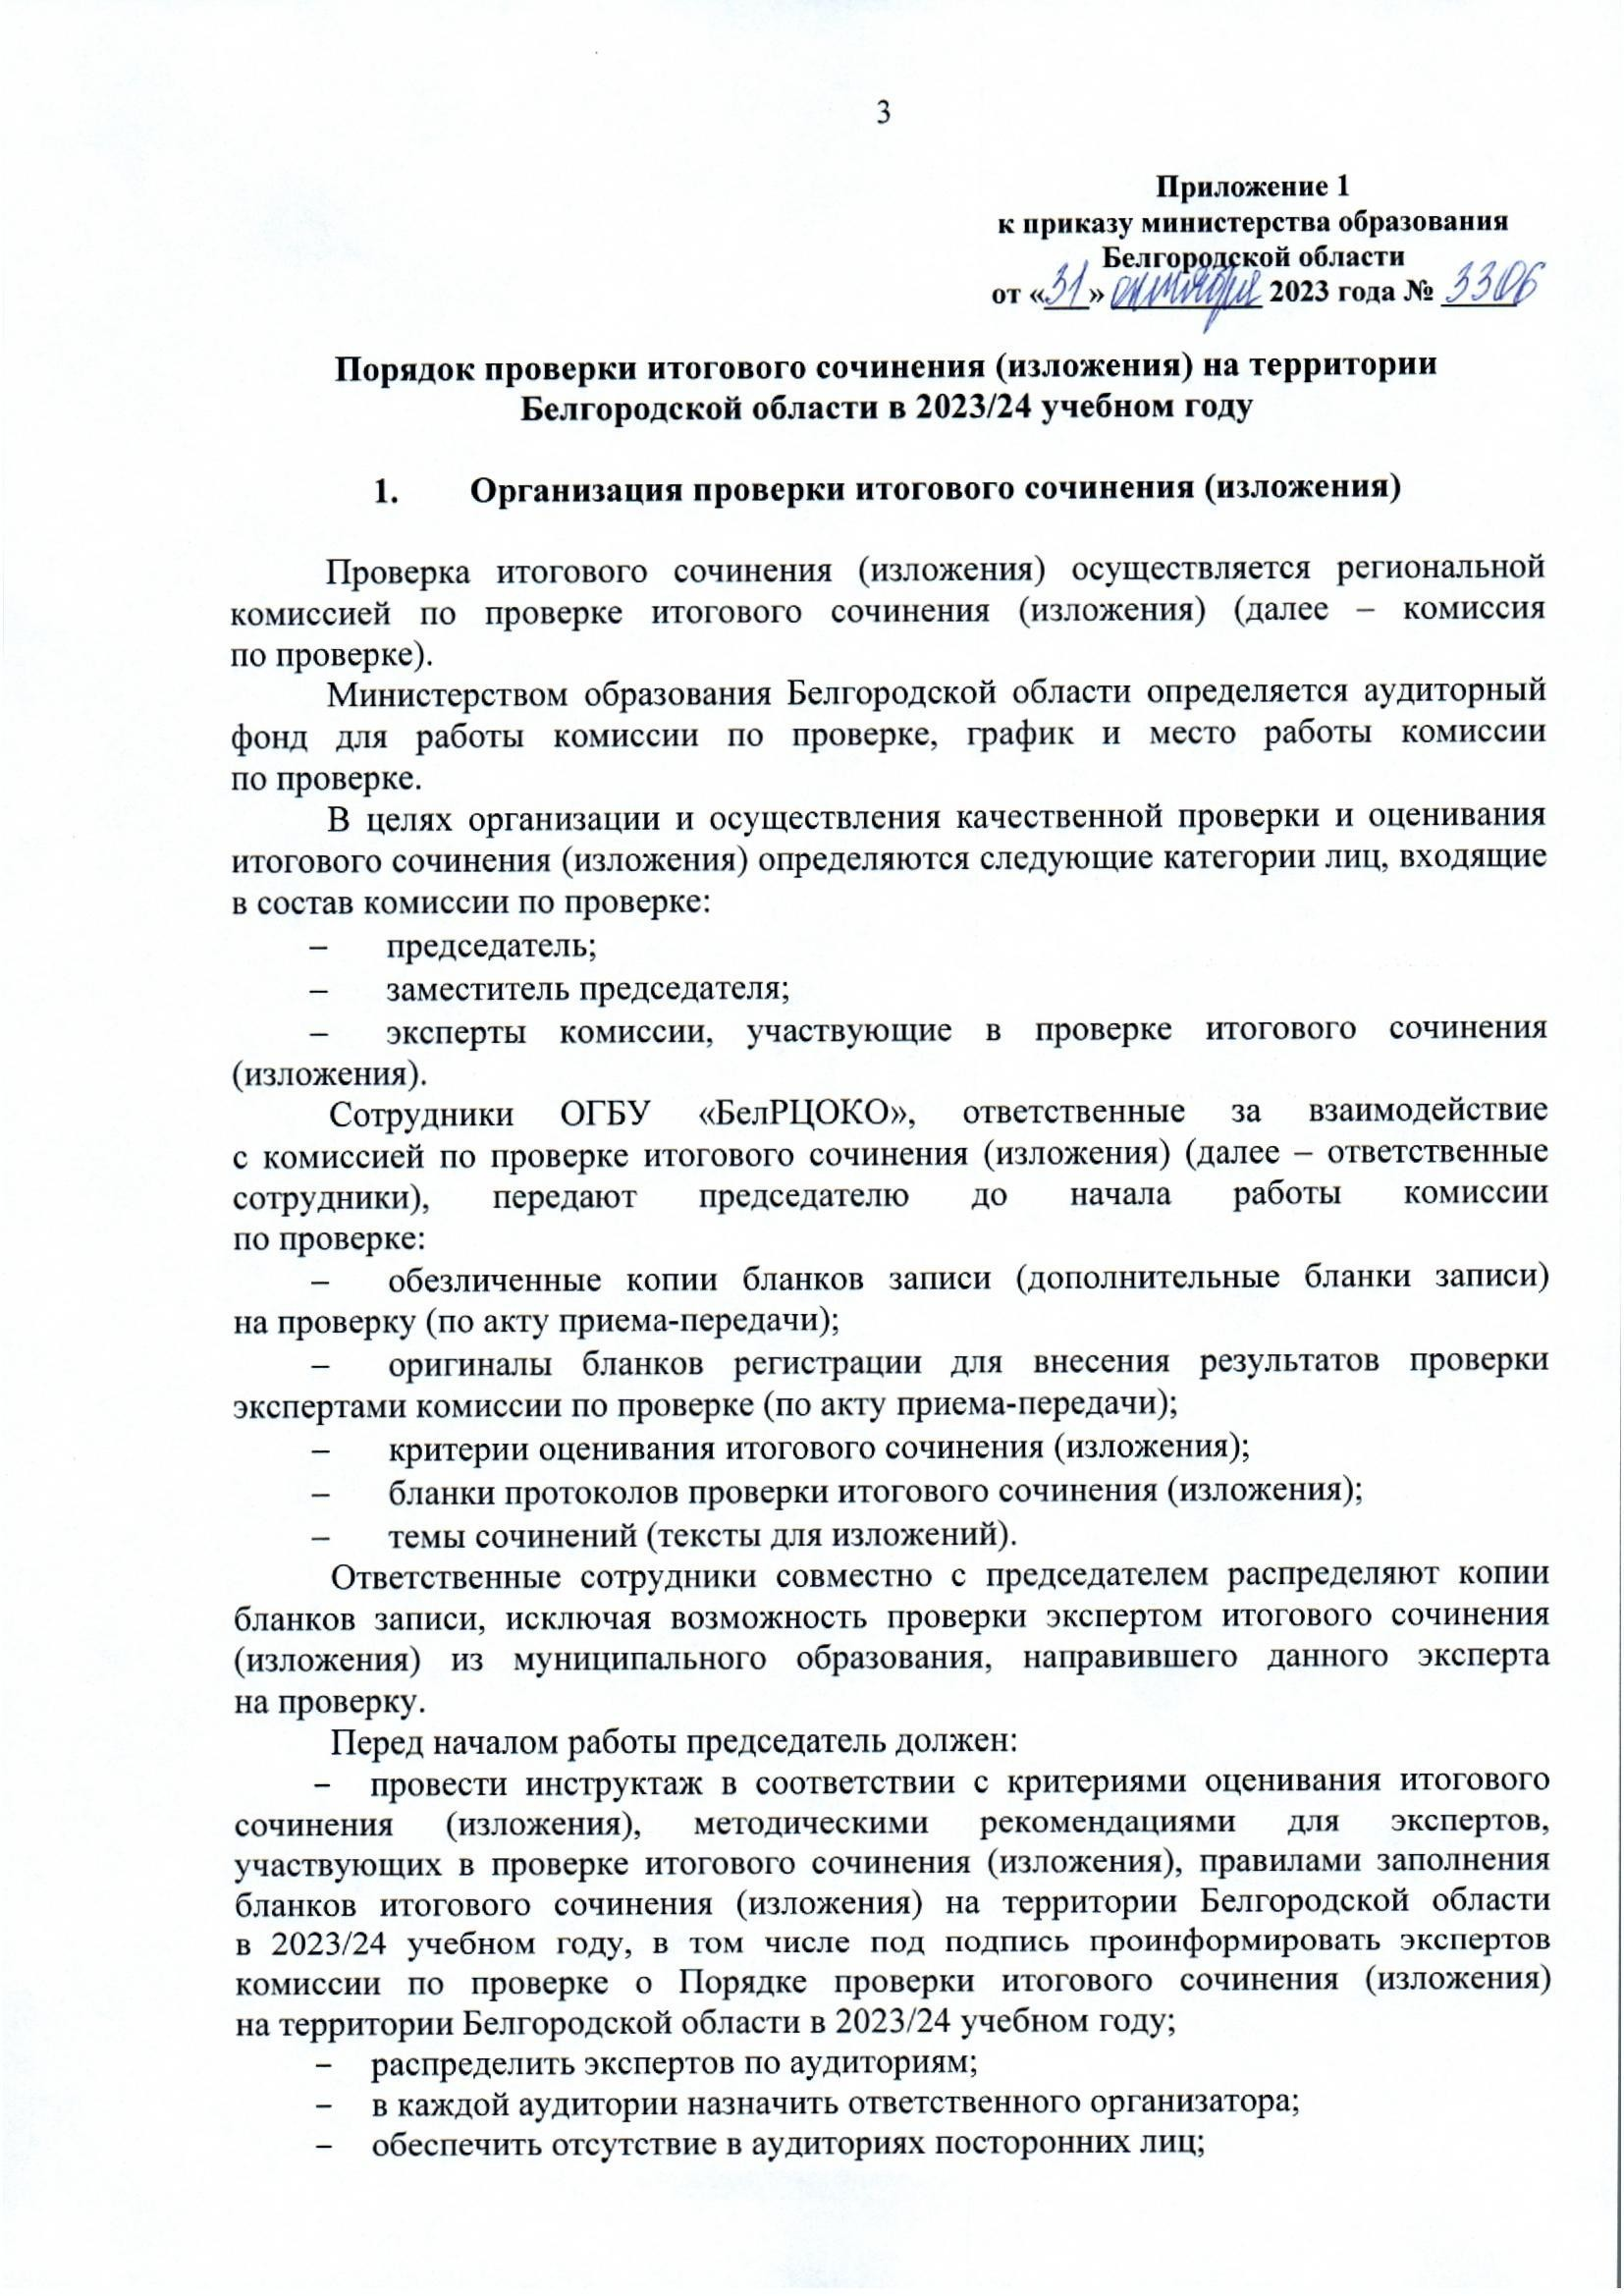 3
Приложение 1
к приказу министерства образования
Белгородской области
от «31» октября 2023 года № 3306
Порядок проверки итогового сочинения (изложения) на территории
Белгородской области в 2023/24 учебном году
1. Организация проверки итогового сочинения (изложения)
Проверка итогового сочинения (изложения) осуществляется региональной
комиссией по проверке итогового сочинения (изложения) (далее – комиссия
по проверке).
Министерством образования Белгородской области определяется аудиторный
фонд для работы комиссии по проверке, график и место работы комиссии
по проверке.
В целях организации и осуществления качественной проверки и оценивания
итогового сочинения (изложения) определяются следующие категории лиц, входящие
в состав комиссии по проверке:
– председатель;
– заместитель председателя;
– эксперты комиссии, участвующие в проверке итогового сочинения
(изложения).
Сотрудники ОГБУ «БелРЦОКО», ответственные за взаимодействие
с комиссией по проверке итогового сочинения (изложения) (далее – ответственные
сотрудники), передают председателю до начала работы комиссии
по проверке:
– обезличенные копии бланков записи (дополнительные бланки записи)
на проверку (по акту приема-передачи);
– оригиналы бланков регистрации для внесения результатов проверки
экспертами комиссии по проверке (по акту приема-передачи);
– критерии оценивания итогового сочинения (изложения);
– бланки протоколов проверки итогового сочинения (изложения);
– темы сочинений (тексты для изложений).
Ответственные сотрудники совместно с председателем распределяют копии
бланков записи, исключая возможность проверки экспертом итогового сочинения
(изложения) из муниципального образования, направившего данного эксперта
на проверку.
Перед началом работы председатель должен:
– провести инструктаж в соответствии с критериями оценивания итогового
сочинения (изложения), методическими рекомендациями для экспертов,
участвующих в проверке итогового сочинения (изложения), правилами заполнения
бланков итогового сочинения (изложения) на территории Белгородской области
в 2023/24 учебном году, в том числе под подпись проинформировать экспертов
комиссии по проверке о Порядке проверки итогового сочинения (изложения)
на территории Белгородской области в 2023/24 учебном году;
– распределить экспертов по аудиториям;
– в каждой аудитории назначить ответственного организатора;
– обеспечить отсутствие в аудиториях посторонних лиц;